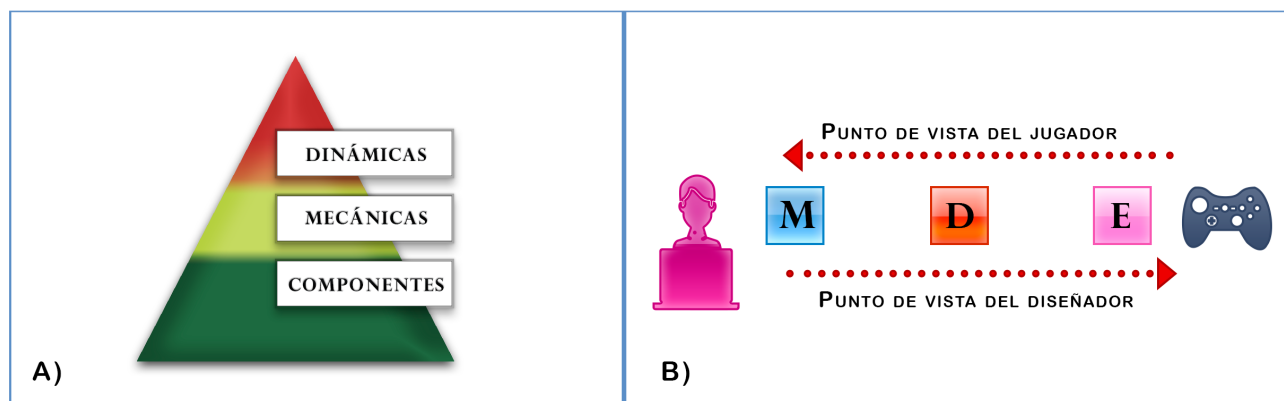 DINÁMICAS
MECÁNICAS
COMPONENTES
A)
PUNTO DE VISTA DEL JUGADOR
M D E
PUNTO DE VISTA DEL DISEÑADOR
B)